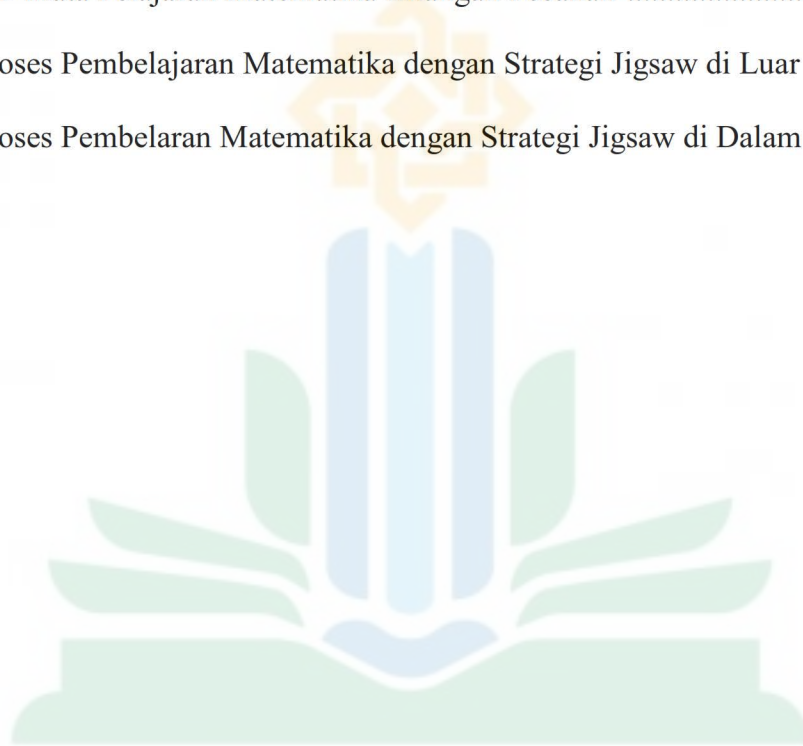 oses Pembelajaran Matematika dengan Strategi Jigsaw di Luar
oses Pembelaran Matematika dengan Strategi Jigsaw di Dalam